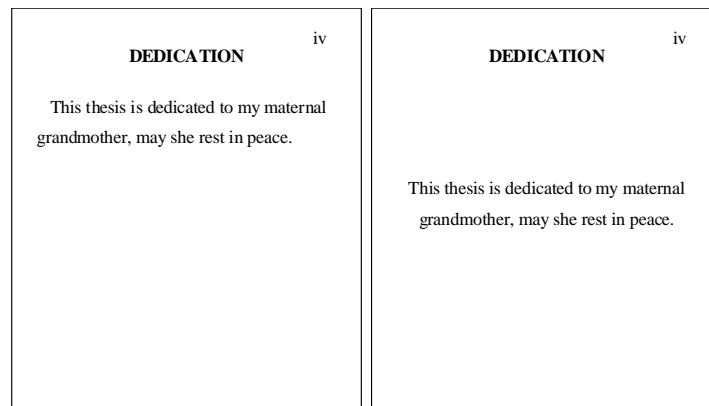 iv
DEDICATION
This thesis is dedicated to my maternal
grandmother, may she rest in peace.
iv
DEDICATION
This thesis is dedicated to my maternal
grandmother, may she rest in peace.